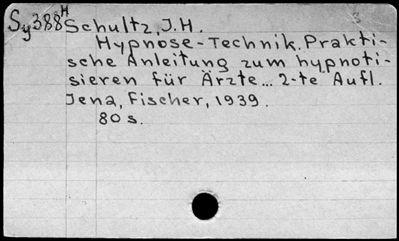 Sy388H Schultz, J.H.
Hypnose-Technik. Prakti-
sche Anleitung zum hypnoti-
sieren für Ärzte... 2-te Aufl.
Jena, Fischer, 1939.
80 s.